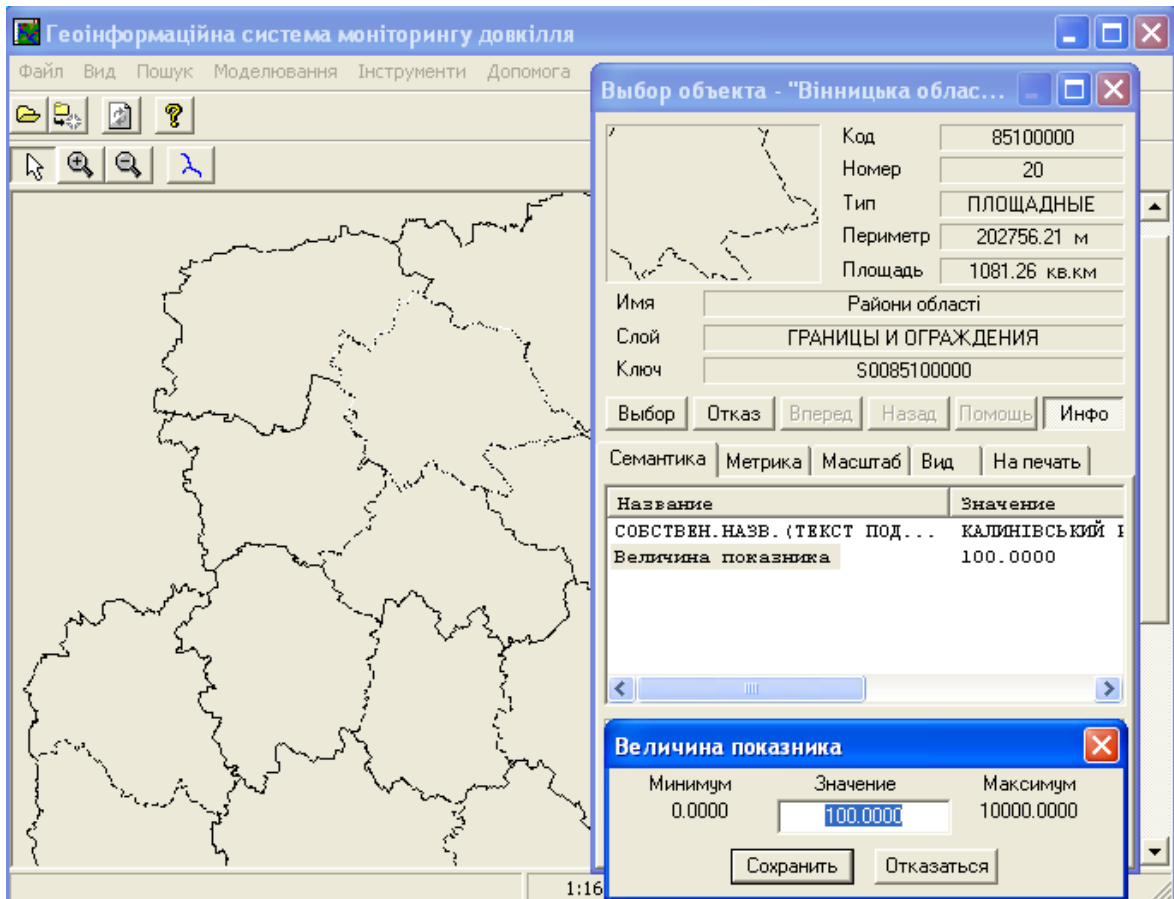 Геоінформаційна система моніторингу довкілля
Файл Вид Пошук Моделювання Інструменти Допомога
Выбор объекта - "Вінницька облас...
Код 85100000
Номер 20
Тип ПЛОЩАДНЫЕ
Периметр 202756.21 м
Площадь 1081.26 кв.км
Имя Райони області
Слой ГРАНИЦЫ И ОГРАЖДЕНИЯ
Ключ S0085100000
Выбор Отказ Вперед Назад Помощь Инфо
Семантика Метрика Масштаб Вид На печать
Название Значение
СОБСТВЕН.НАЗВ.(ТЕКСТ ПОД... КАЛИНІВСЬКИЙ
Величина показника 100.0000
Величина показника
Минимум Значение Максимум
0.0000 100.0000 10000.0000
Сохранить Отказаться
1:16